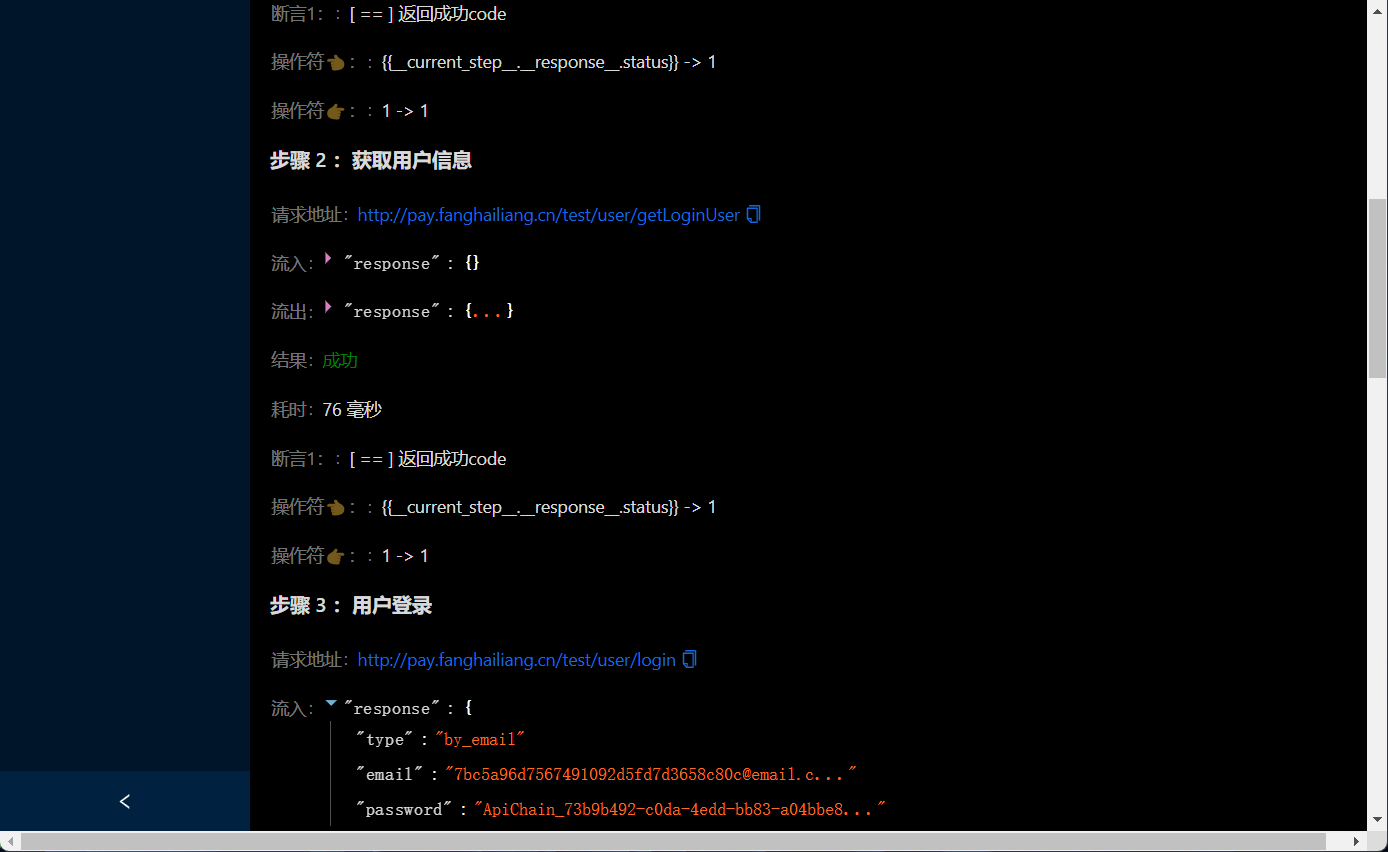 断言1：: [ == ] 返回成功code
操作符👈：: {{__current_step__.__response__.status}} -> 1
操作符👉：: 1 -> 1
步骤 2 ：获取用户信息
请求地址: http://pay.fanghailiang.cn/test/user/getLoginUser
流入: "response" : {}
流出: "response" : {...}
结果: 成功
耗时: 76 毫秒
断言1：: [ == ] 返回成功code
操作符👈：: {{__current_step__.__response__.status}} -> 1
操作符👉：: 1 -> 1
步骤 3 ：用户登录
请求地址: http://pay.fanghailiang.cn/test/user/login
流入: "response" : {
"type" : "by_email"
"email" : "7bc5a96d7567491092d5fd7d3658c80c@email.c..."
"password" : "ApiChain_73b9b492-c0da-4edd-bb83-a04bbe8..."